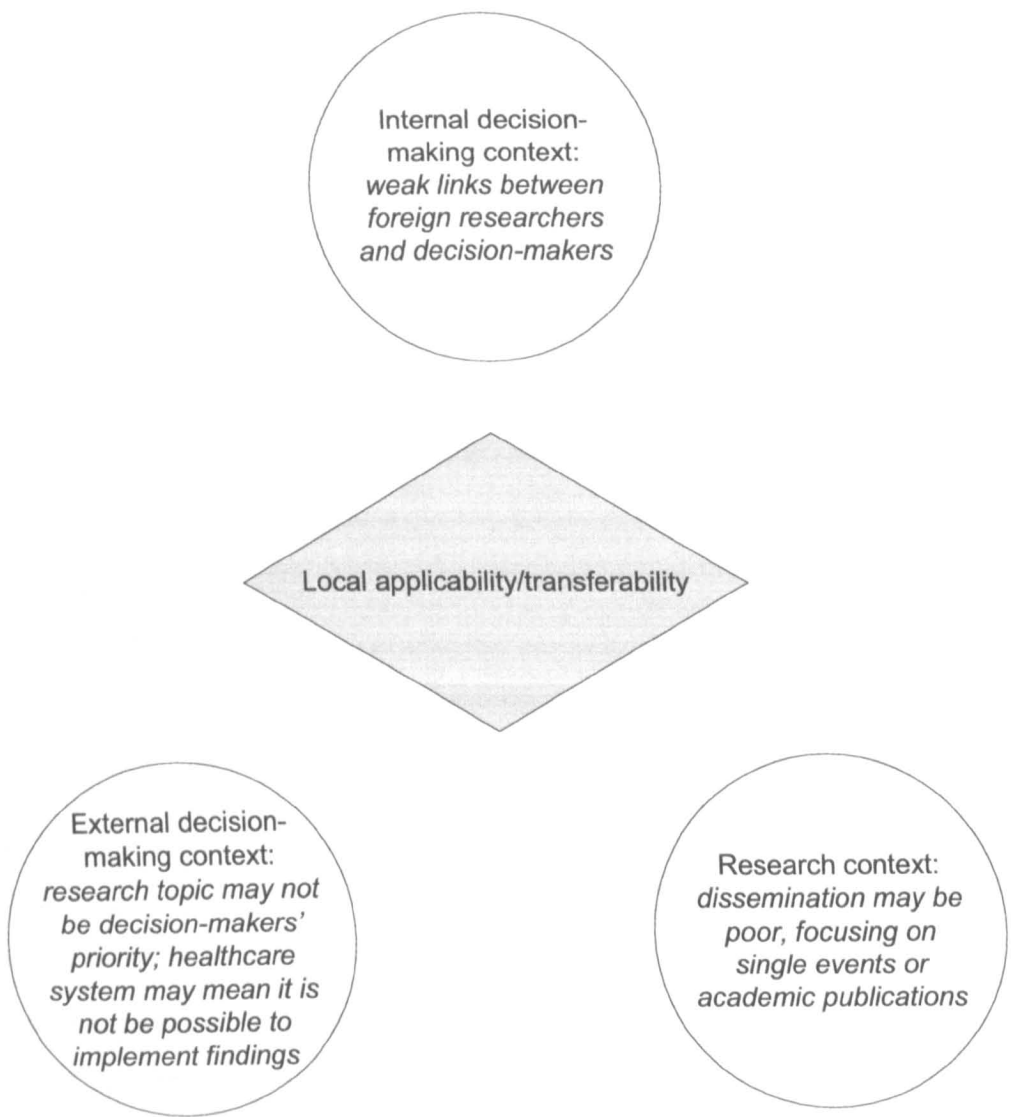 Internal decision-
making context:
weak links between
foreign researchers
and decision-makers
Local applicability/transferability
External decision-
making context:
research topic may not
be decision-makers’
priority; healthcare
system may mean it is
not be possible to
implement findings
Research context:
dissemination may be
poor, focusing on
single events or
academic publications